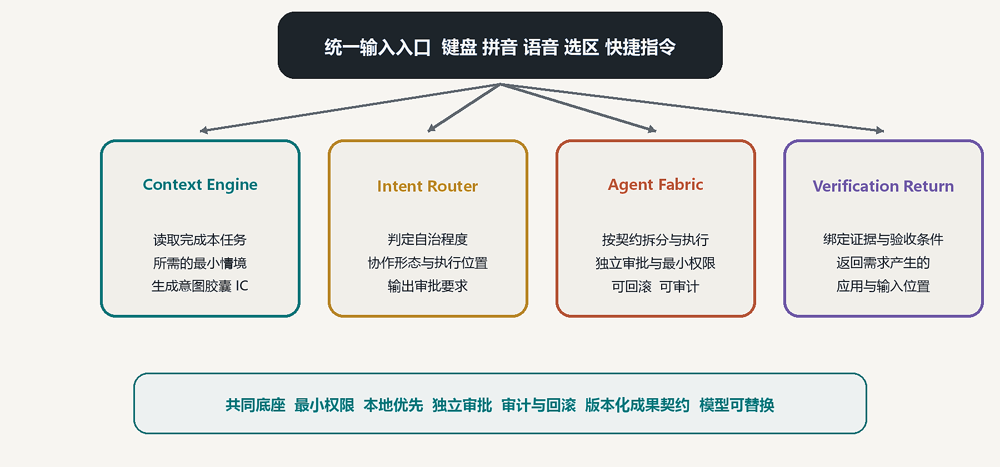 统一输入入口 键盘 拼音 语音 选区 快捷指令
Context Engine
读取完成本任务
所需的最小情境
生成意图胶囊 IC
Intent Router
判定自治程度
协作形态与执行位置
输出审批要求
Agent Fabric
按契约拆分与执行
独立审批与最小权限
可回滚 可审计
Verification Return
绑定证据与验收条件
返回需求产生的
应用与输入位置
共同底座 最小权限 本地优先 独立审批 审计与回滚 版本化成果契约 模型可替换